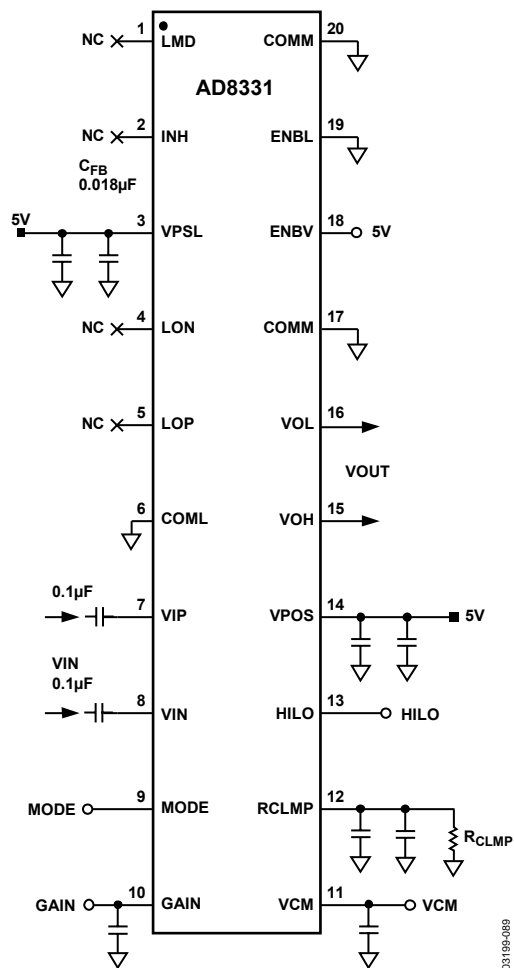 1
20
NC
LMD
COMM
AD8331
2
19
NC
INH
ENBL
CFB
0.018µF
5V
3
18
VPSL
ENBV
5V
4
17
NC
LON
COMM
5
16
NC
LOP
VOL
VOUT
6
15
COML
VOH
0.1µF
7
14
VIP
VPOS
5V
VIN
0.1µF
8
13
VIN
HILO
HILO
9
12
MODE
MODE
RCLMP
RCLMP
10
11
GAIN
GAIN
VCM
VCM
03199-089